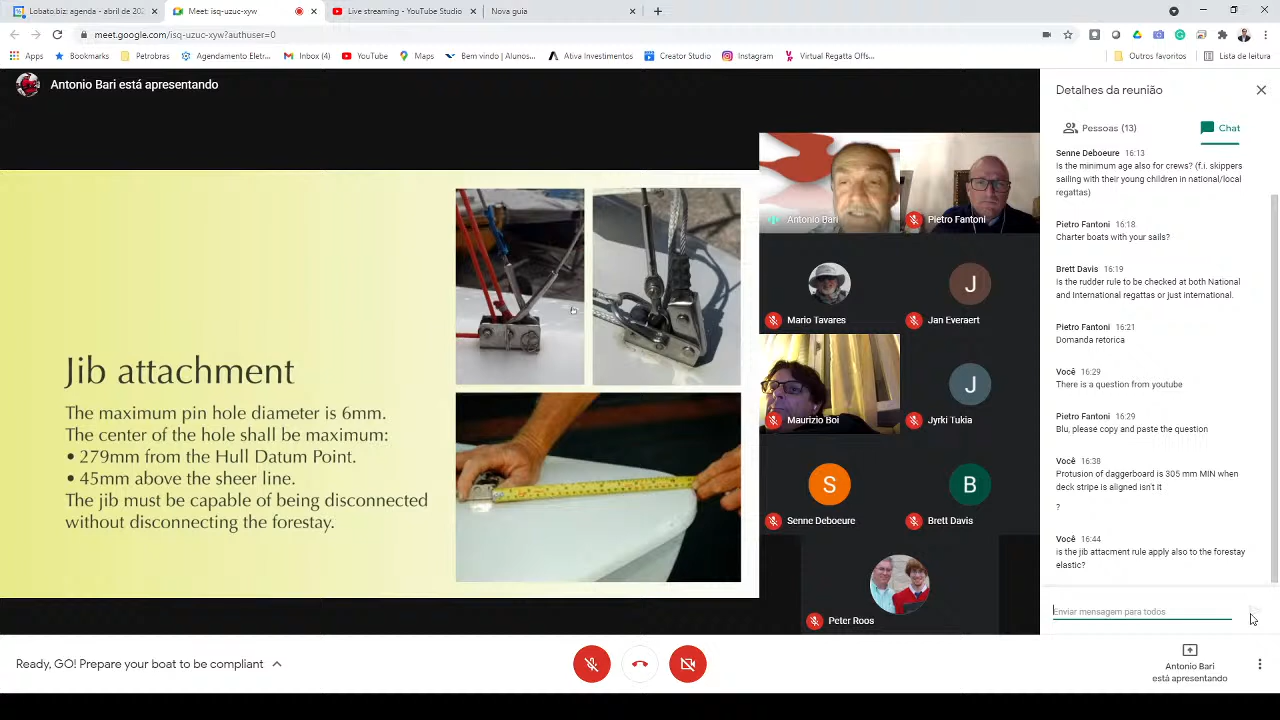 Lobato.biz: agenda - abril de 202
Meet: isq-uzuc-xyw
Live streaming - YouTube Studio
Nova guia
meet.google.com/isq-uzuc-xyw?authuser=0
Apps
Bookmarks
Petrobras
Agendamento Eletr...
Inbox (4)
YouTube
Maps
Bem vindo | Alunos...
Ativa Investimentos
Creator Studio
Instagram
Virtual Regatta Offs...
Outros favoritos
Lista de leitura
Antonio Bari está apresentando
Jib attachment
The maximum pin hole diameter is 6mm.
The center of the hole shall be maximum:
• 279mm from the Hull Datum Point.
• 45mm above the sheer line.
The jib must be capable of being disconnected
without disconnecting the forestay.
Antonio Bari
Pietro Fantoni
Mario Tavares
J
Jan Everaert
Maurizio Boi
J
Jyrki Tukia
S
Senne Deboeure
B
Brett Davis
Peter Roos
Detalhes da reunião
Pessoas (13)
Chat
Senne Deboeure 16:13
Is the minimum age also for crews? (f.i. skippers
sailing with their young children in national/local
regattas)
Pietro Fantoni 16:18
Charter boats with your sails?
Brett Davis 16:19
Is the rudder rule to be checked at both National
and International regattas or just international.
Pietro Fantoni 16:21
Domanda retorica
Você 16:29
There is a question from youtube
Pietro Fantoni 16:29
Blu, please copy and paste the question
Você 16:38
Protusion of daggerboard is 305 mm MIN when
deck stripe is aligned isn't it
?
Você 16:44
is the jib attacment rule apply also to the forestay
elastic?
Enviar mensagem para todos
Ready, GO! Prepare your boat to be compliant
Antonio Bari
está apresentando